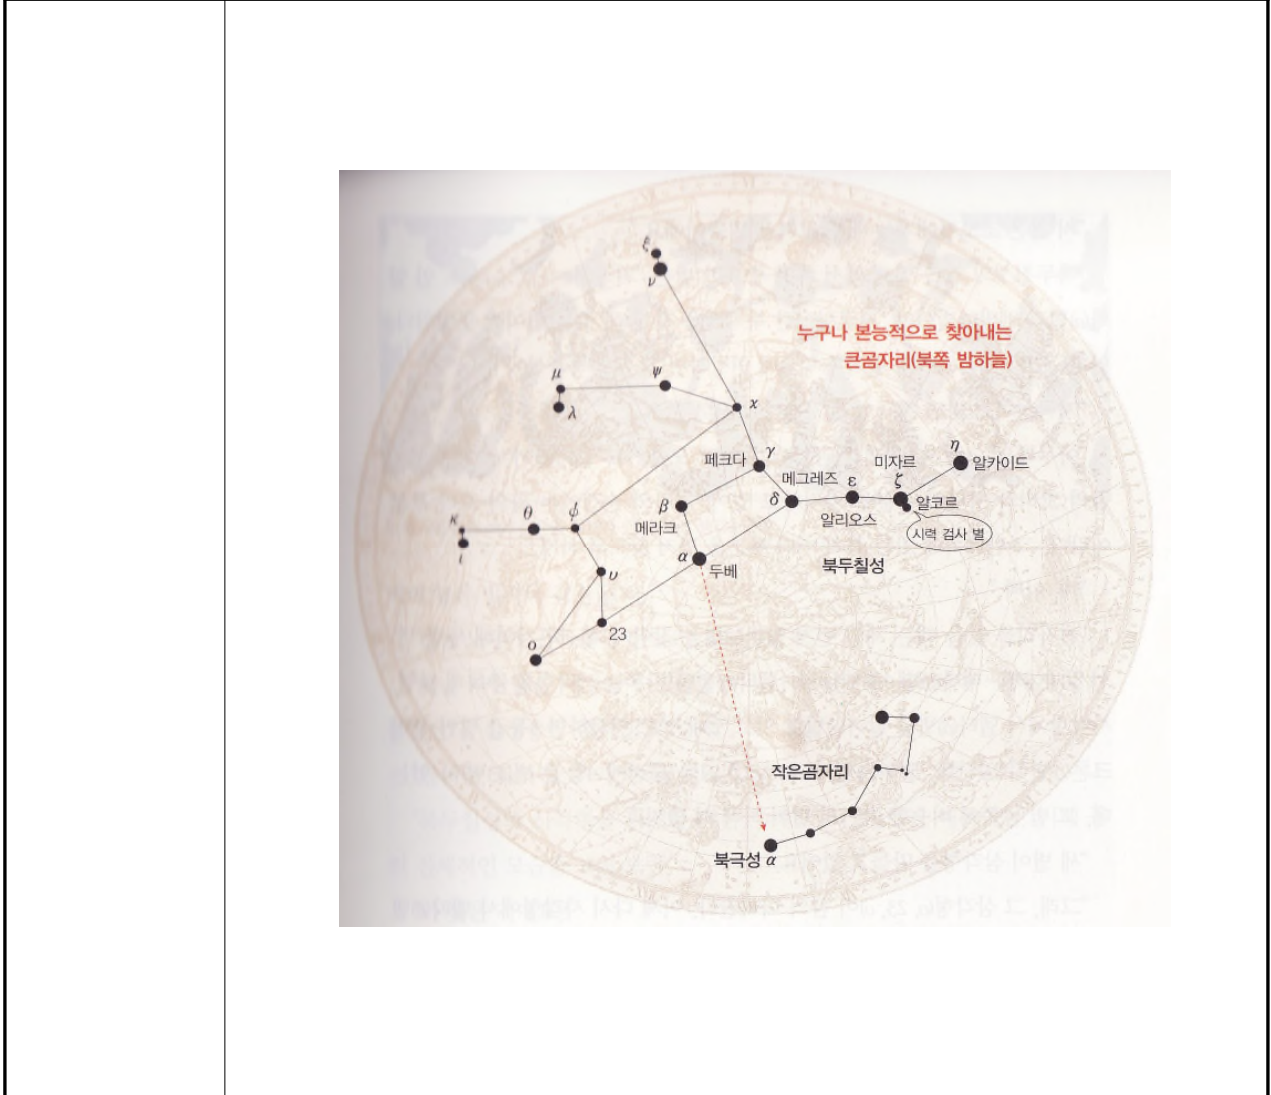 ξ
ν
누구나 본능적으로 찾아내는
큰곰자리(북쪽 밤하늘)
μ
ψ
λ
χ
γ
η
페크다
미자르
알카이드
메그레즈
ε
ζ
β
δ
알코르
κ
θ
φ
메라크
알리오스
시력 검사 별
ι
α
두베
북두칠성
υ
23
ο
작은곰자리
북극성 α